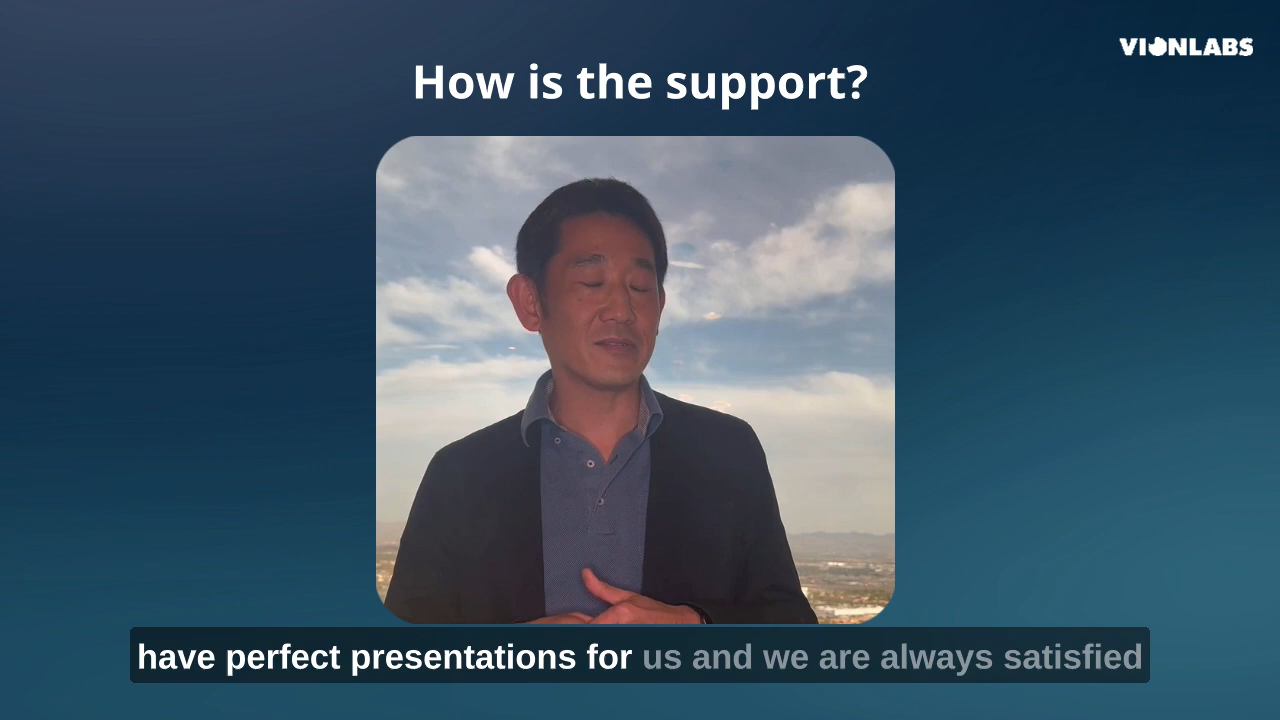 VIONLABS
How is the support?
have perfect presentations for us and we are always satisfied